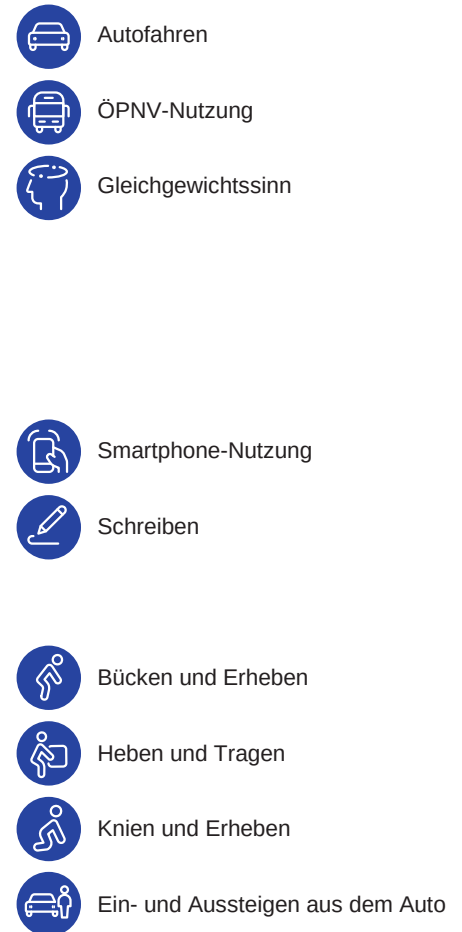 Autofahren
ÖPNV-Nutzung
Gleichgewichtssinn
Smartphone-Nutzung
Schreiben
Bücken und Erheben
Heben und Tragen
Knien und Erheben
Ein- und Aussteigen aus dem Auto